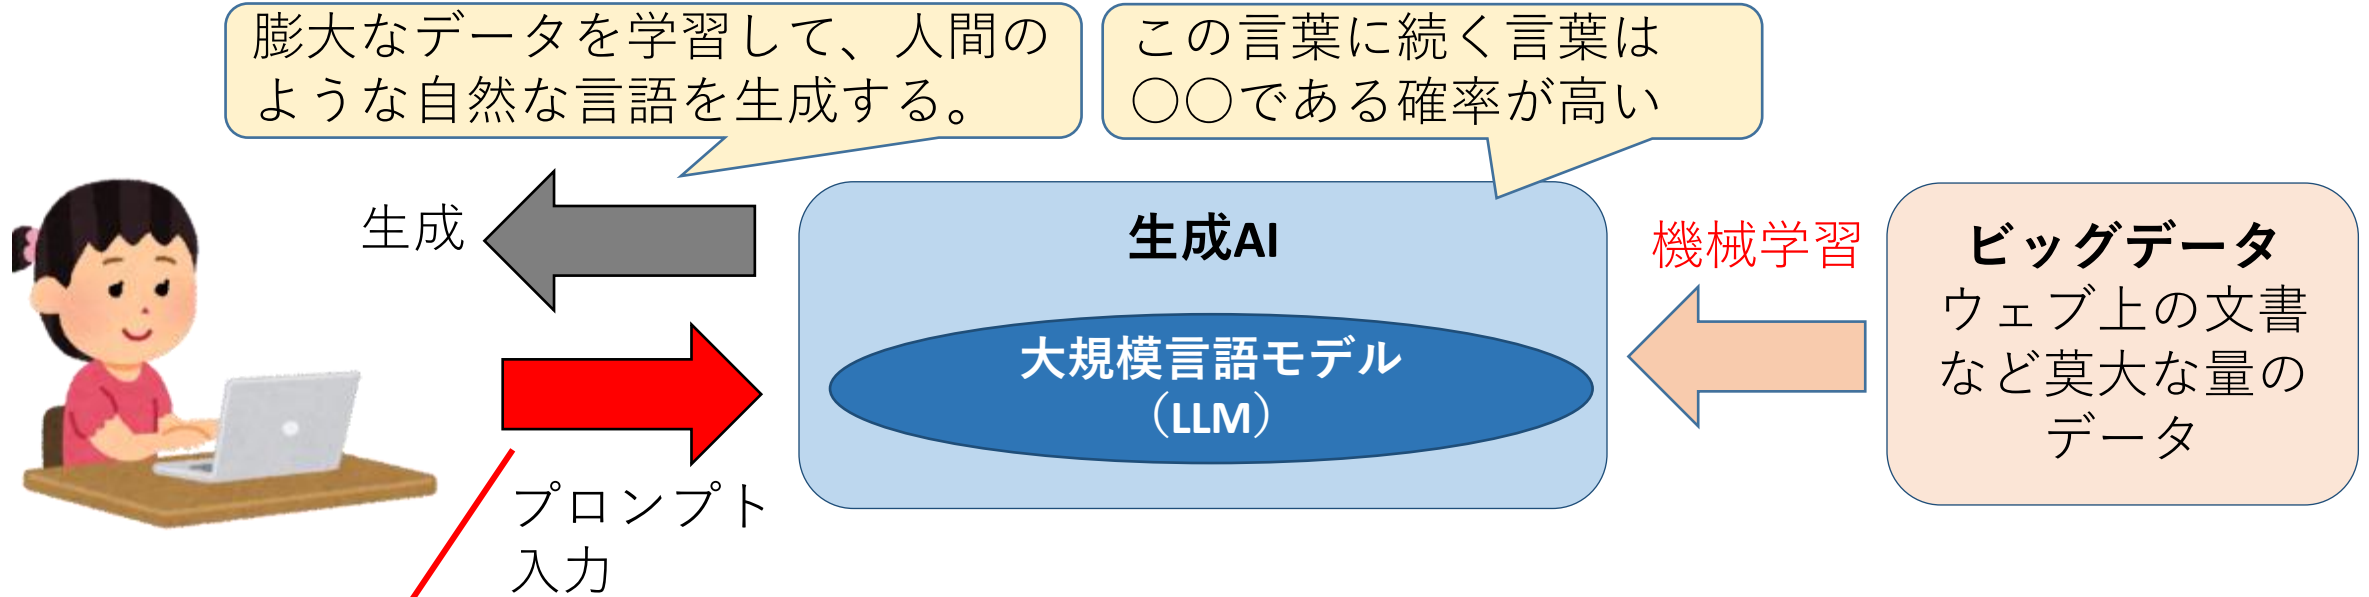 膨大なデータを学習して、人間の
ような自然な言語を生成する。
この言葉に続く言葉は
○○である確率が高い
生成
プロンプト
入力
生成AI
大規模言語モデル
（LLM）
機械学習
ビッグデータ
ウェブ上の文書
など莫大な量の
データ